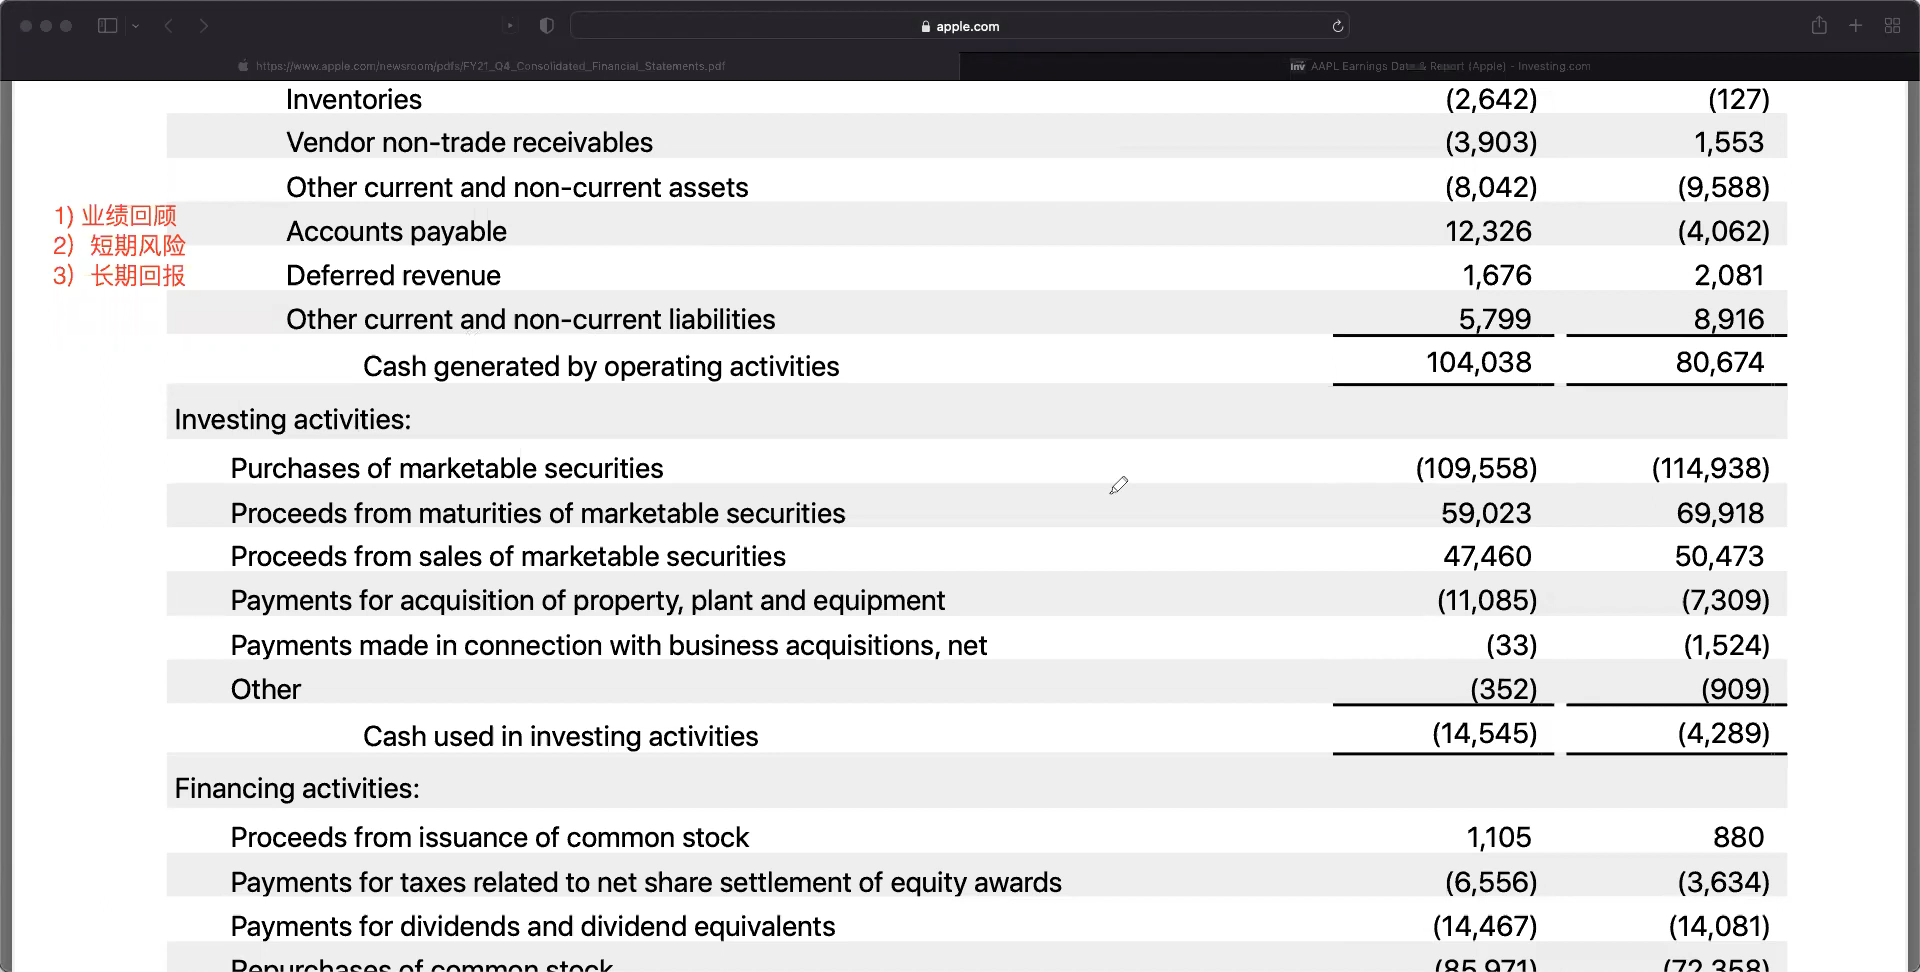 apple.com
https://www.apple.com/newsroom/pdfs/FY21_Q4_Consolidated_Financial_Statements.pdf
inv AAPL Earnings Date & Report (Apple) - Investing.com
Inventories (2,642) (127)
Vendor non-trade receivables (3,903) 1,553
Other current and non-current assets (8,042) (9,588)
1) 业绩回顾
Accounts payable 12,326 (4,062)
2) 短期风险
3) 长期回报
Deferred revenue 1,676 2,081
Other current and non-current liabilities 5,799 8,916
Cash generated by operating activities 104,038 80,674
Investing activities:
Purchases of marketable securities (109,558) (114,938)
Proceeds from maturities of marketable securities 59,023 69,918
Proceeds from sales of marketable securities 47,460 50,473
Payments for acquisition of property, plant and equipment (11,085) (7,309)
Payments made in connection with business acquisitions, net (33) (1,524)
Other (352) (909)
Cash used in investing activities (14,545) (4,289)
Financing activities:
Proceeds from issuance of common stock 1,105 880
Payments for taxes related to net share settlement of equity awards (6,556) (3,634)
Payments for dividends and dividend equivalents (14,467) (14,081)
Repurchases of common stock (85,971) (72,358)